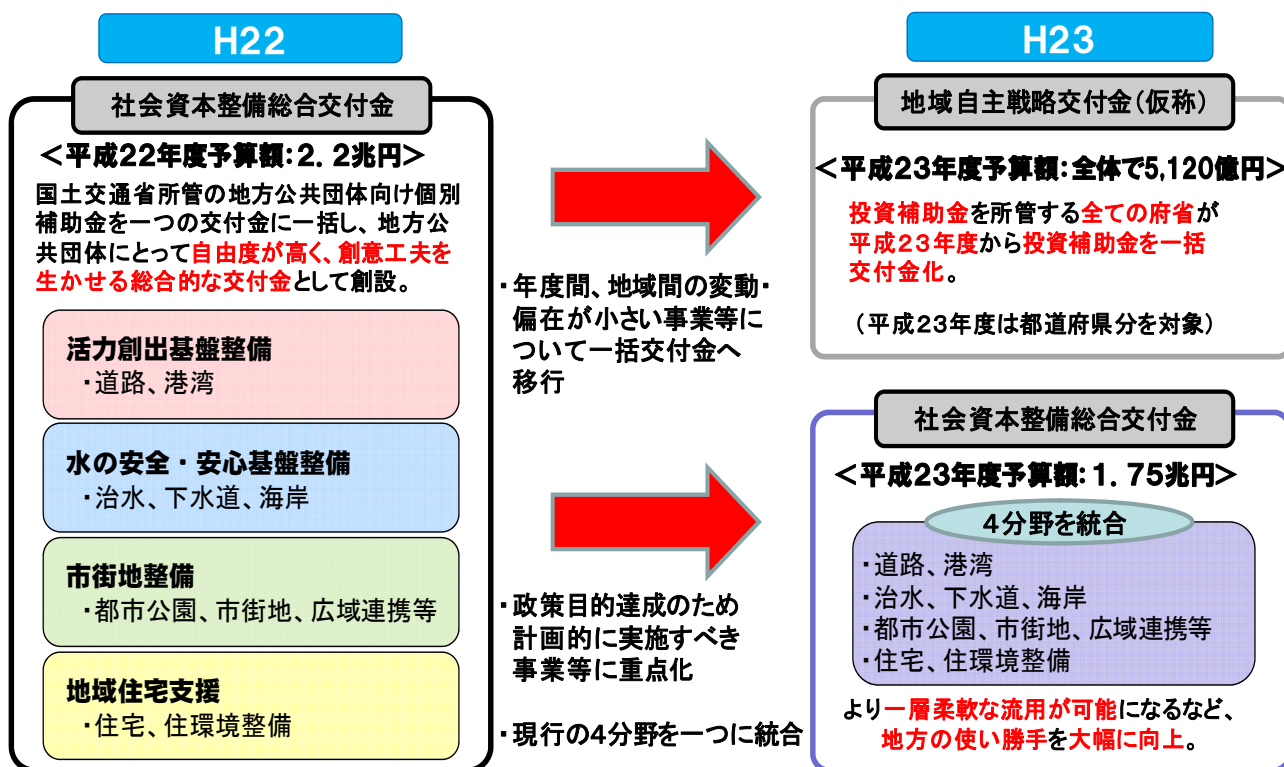 H22
社会資本整備総合交付金
＜平成22年度予算額：2．2兆円＞
国土交通省所管の地方公共団体向け個別
補助金を一つの交付金に一括し、地方公
共団体にとって自由度が高く、創意工夫を
生かせる総合的な交付金として創設。
活力創出基盤整備
・道路、港湾
水の安全・安心基盤整備
・治水、下水道、海岸
市街地整備
・都市公園、市街地、広域連携等
地域住宅支援
・住宅、住環境整備
・年度間、地域間の変動・
偏在が小さい事業等に
ついて一括交付金へ
移行
・政策目的達成のため
計画的に実施すべき
事業等に重点化
・現行の4分野を一つに統合
H23
地域自主戦略交付金（仮称）
＜平成23年度予算額：全体で5,120億円＞
投資補助金を所管する全ての府省が
平成２３年度から投資補助金を一括
交付金化。
（平成23年度は都道府県分を対象）
社会資本整備総合交付金
＜平成23年度予算額：1．75兆円＞
4分野を統合
・道路、港湾
・治水、下水道、海岸
・都市公園、市街地、広域連携等
・住宅、住環境整備
より一層柔軟な流用が可能になるなど、
地方の使い勝手を大幅に向上。